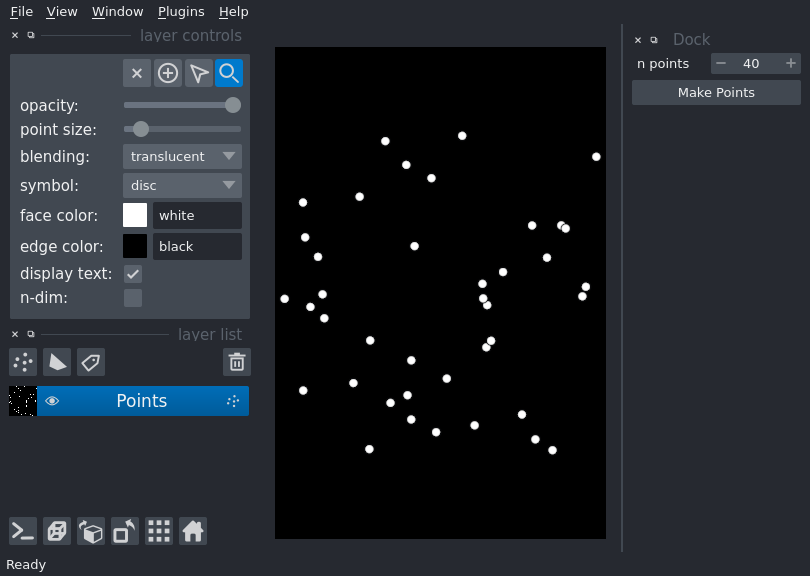 File View Window Plugins Help
layer controls
opacity:
point size:
blending: translucent
symbol: disc
face color: white
edge color: black
display text:
n-dim:
layer list
Points
Ready
Dock
n points 40
Make Points